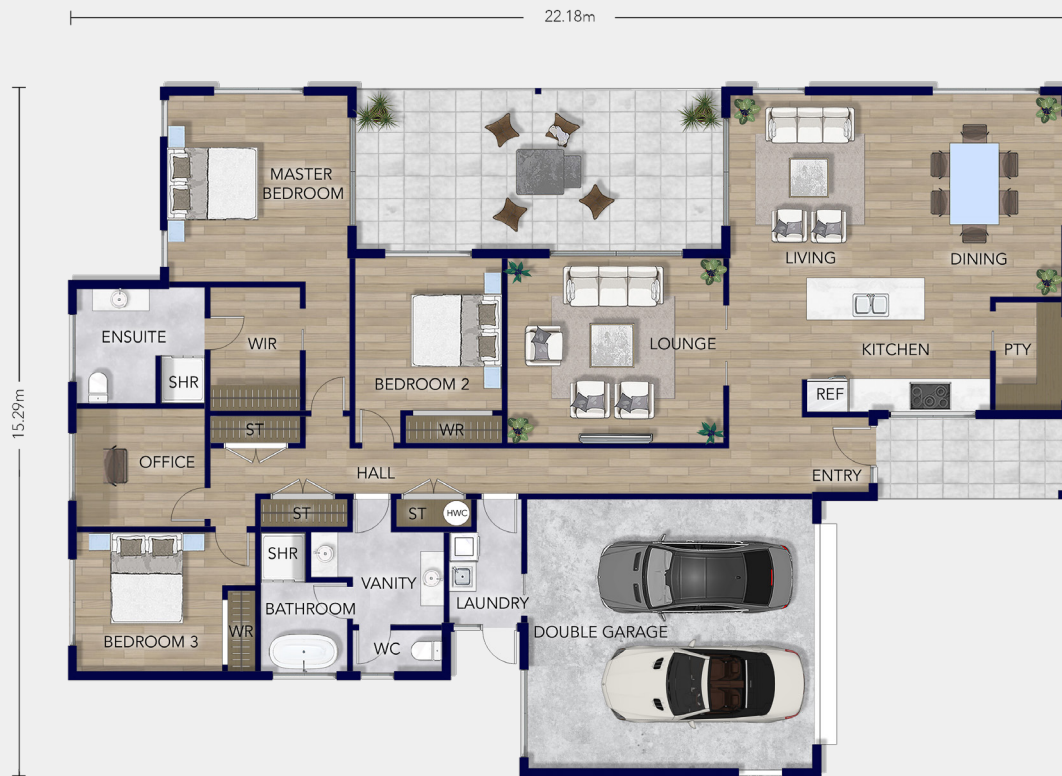 22.18m
15.29m
MASTER
BEDROOM
LIVING
DINING
ENSUITE
WIR
LOUNGE
KITCHEN
PTY
SHR
BEDROOM 2
REF
ST
WR
OFFICE
HALL
ENTRY
ST
ST
HWC
SHR
VANITY
BATHROOM
LAUNDRY
WR
DOUBLE GARAGE
BEDROOM 3
WC